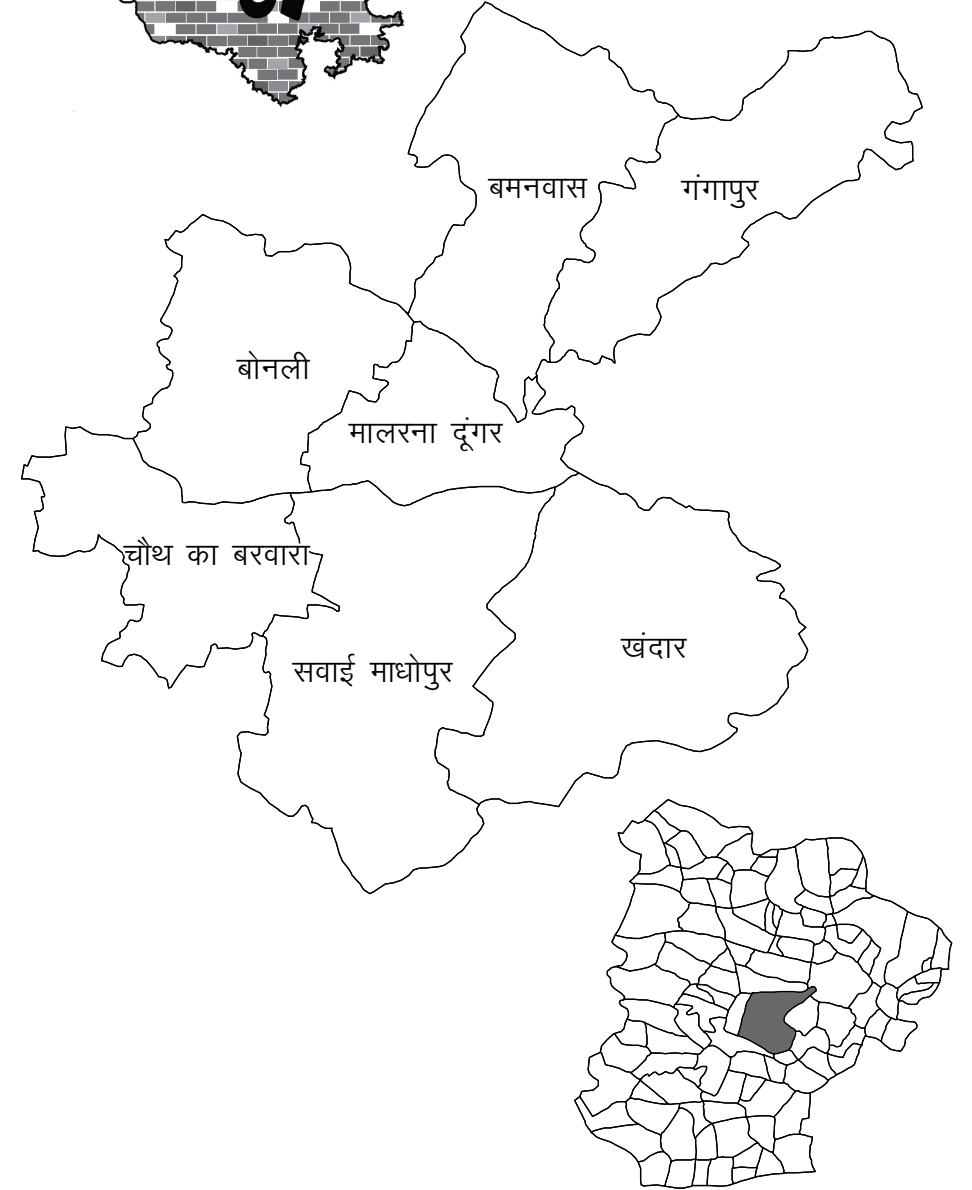 बमनवास
गंगापुर
बोनली
मालरना दूंगर
चौथ का बरवारा
सवाई माधोपुर
खंदार